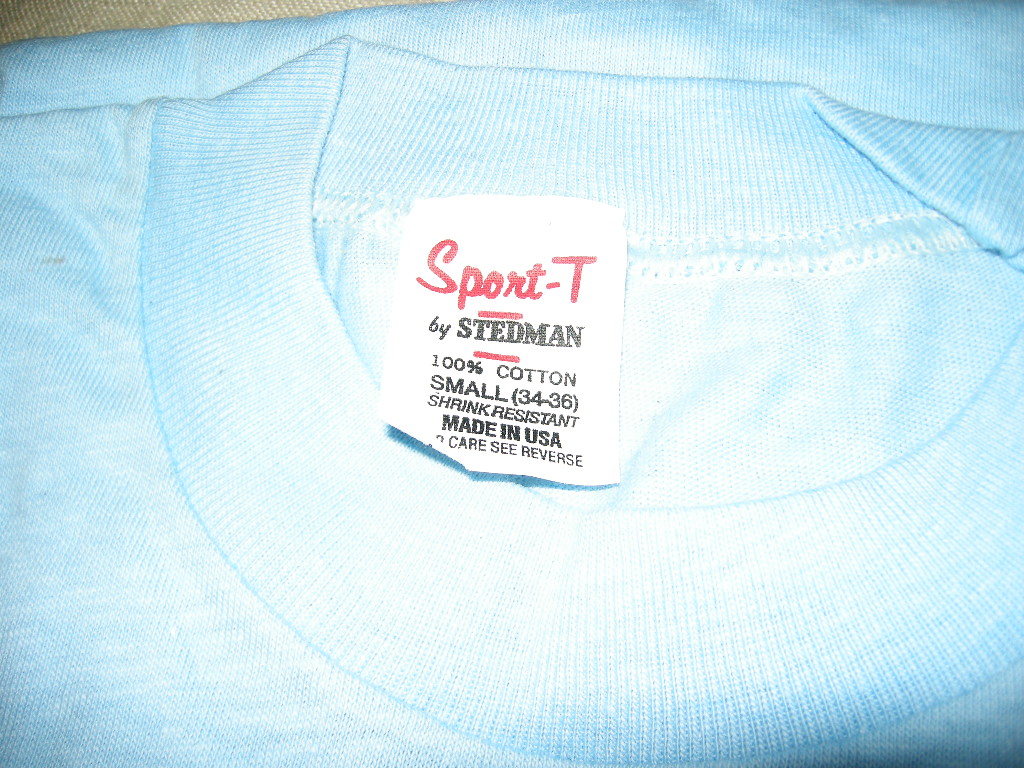 Sport-T
by STEDMAN
100% COTTON
SMALL (34-36)
SHRINK RESISTANT
MADE IN USA
CARE SEE REVERSE